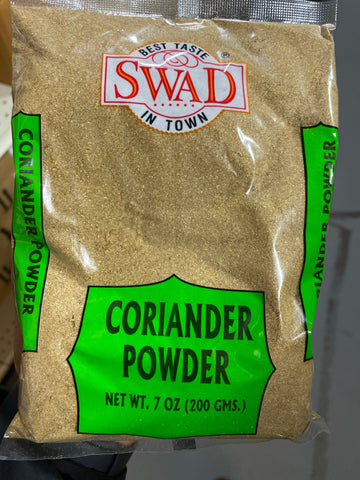 BEST TASTE
SWAD®
IN TOWN
CORIANDER POWDER
CORIANDER POWDER
CORIANDER
POWDER
NET WT. 7 OZ (200 GMS.)